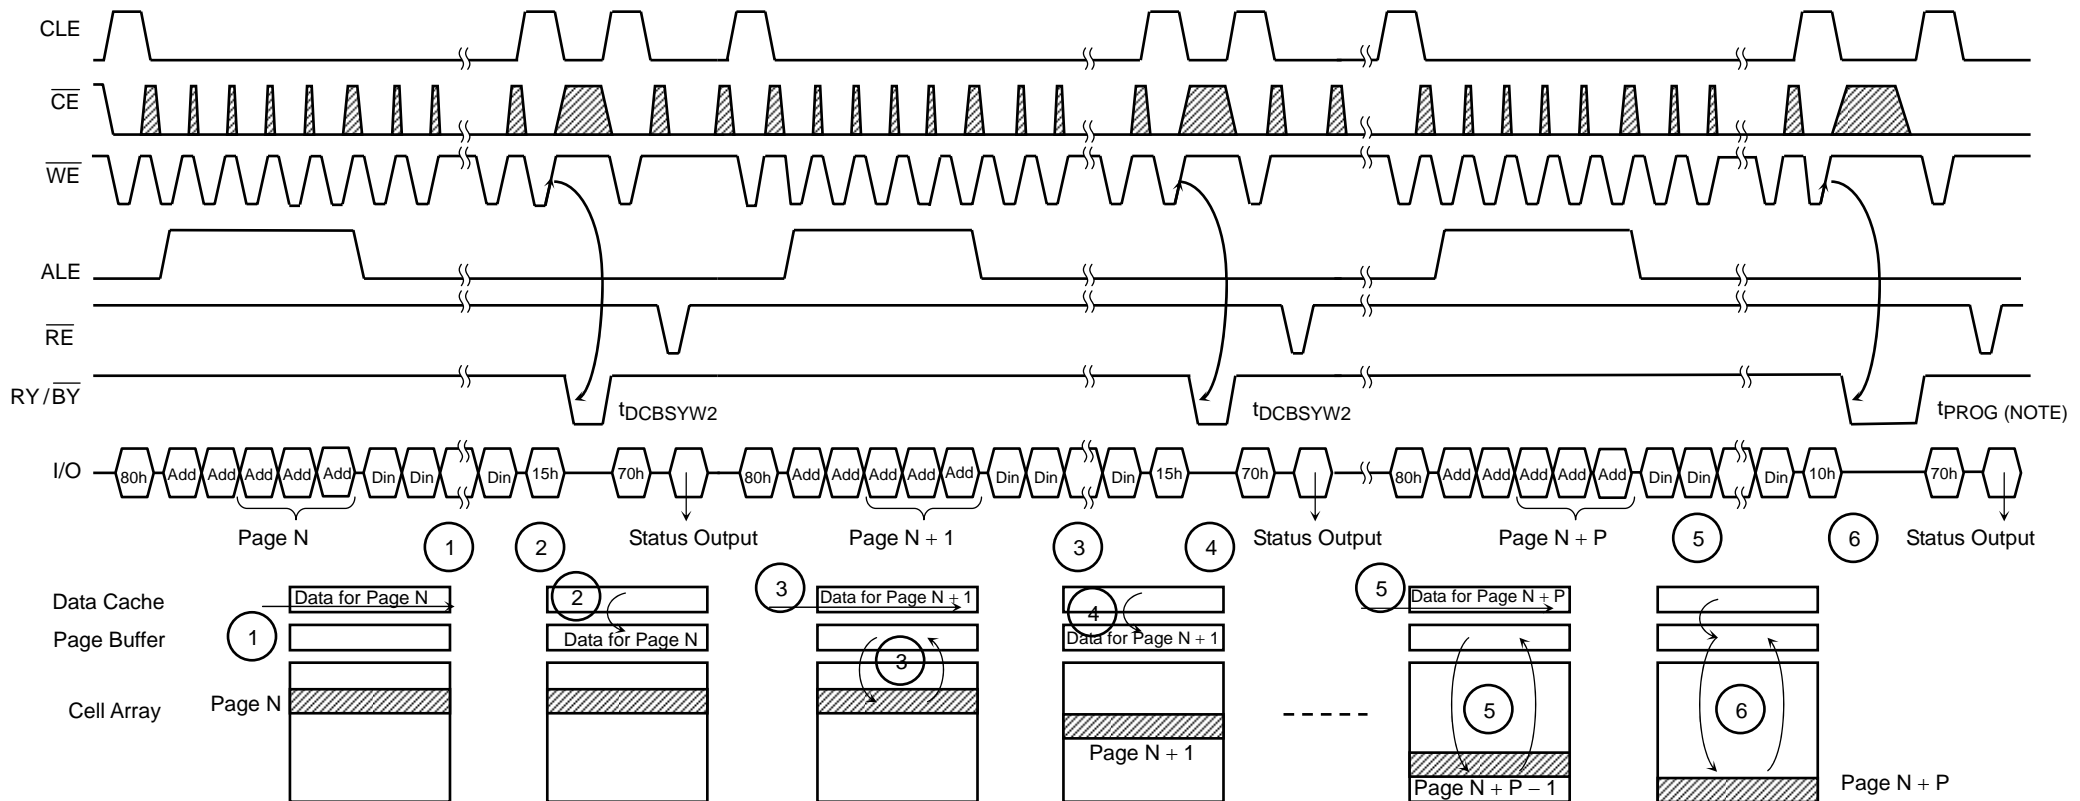 CLE
CE
WE
ALE
RE
RY / BY
tDCBSYW2 tDCBSYW2 tPROG (NOTE)
I/O 80h Add Add Add Add Add Din Din Din 15h 70h 80h Add Add Add Add Add Din Din Din 15h 70h 80h Add Add Add Add Add Din Din Din 10h 70h
Page N 1 2 Status Output Page N + 1 3 4 Status Output Page N + P 5 6 Status Output
Data Cache Data for Page N 2 3 Data for Page N + 1 4 5 Data for Page N + P
Page Buffer 1 Data for Page N 3 Data for Page N + 1
Cell Array Page N 5 6
Page N + 1
Page N + P − 1 Page N + P